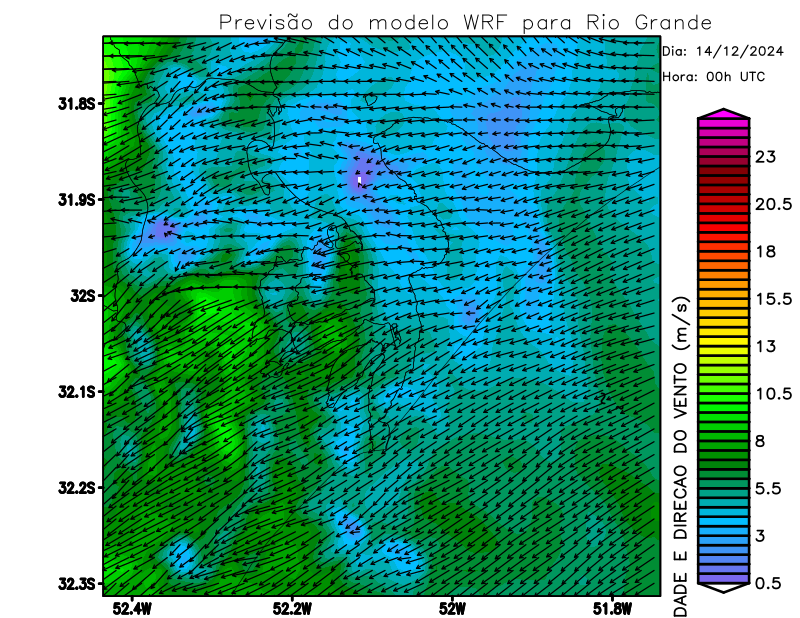 Previsão do modelo WRF para Rio Grande
Dia: 14/12/2024
Hora: 00h UTC
31.8S
31.9S
32S
32.1S
32.2S
32.3S
52.4W
52.2W
52W
51.8W
23
20.5
18
15.5
13
10.5
8
5.5
3
0.5
DADE E DIRECAO DO VENTO (m/s)